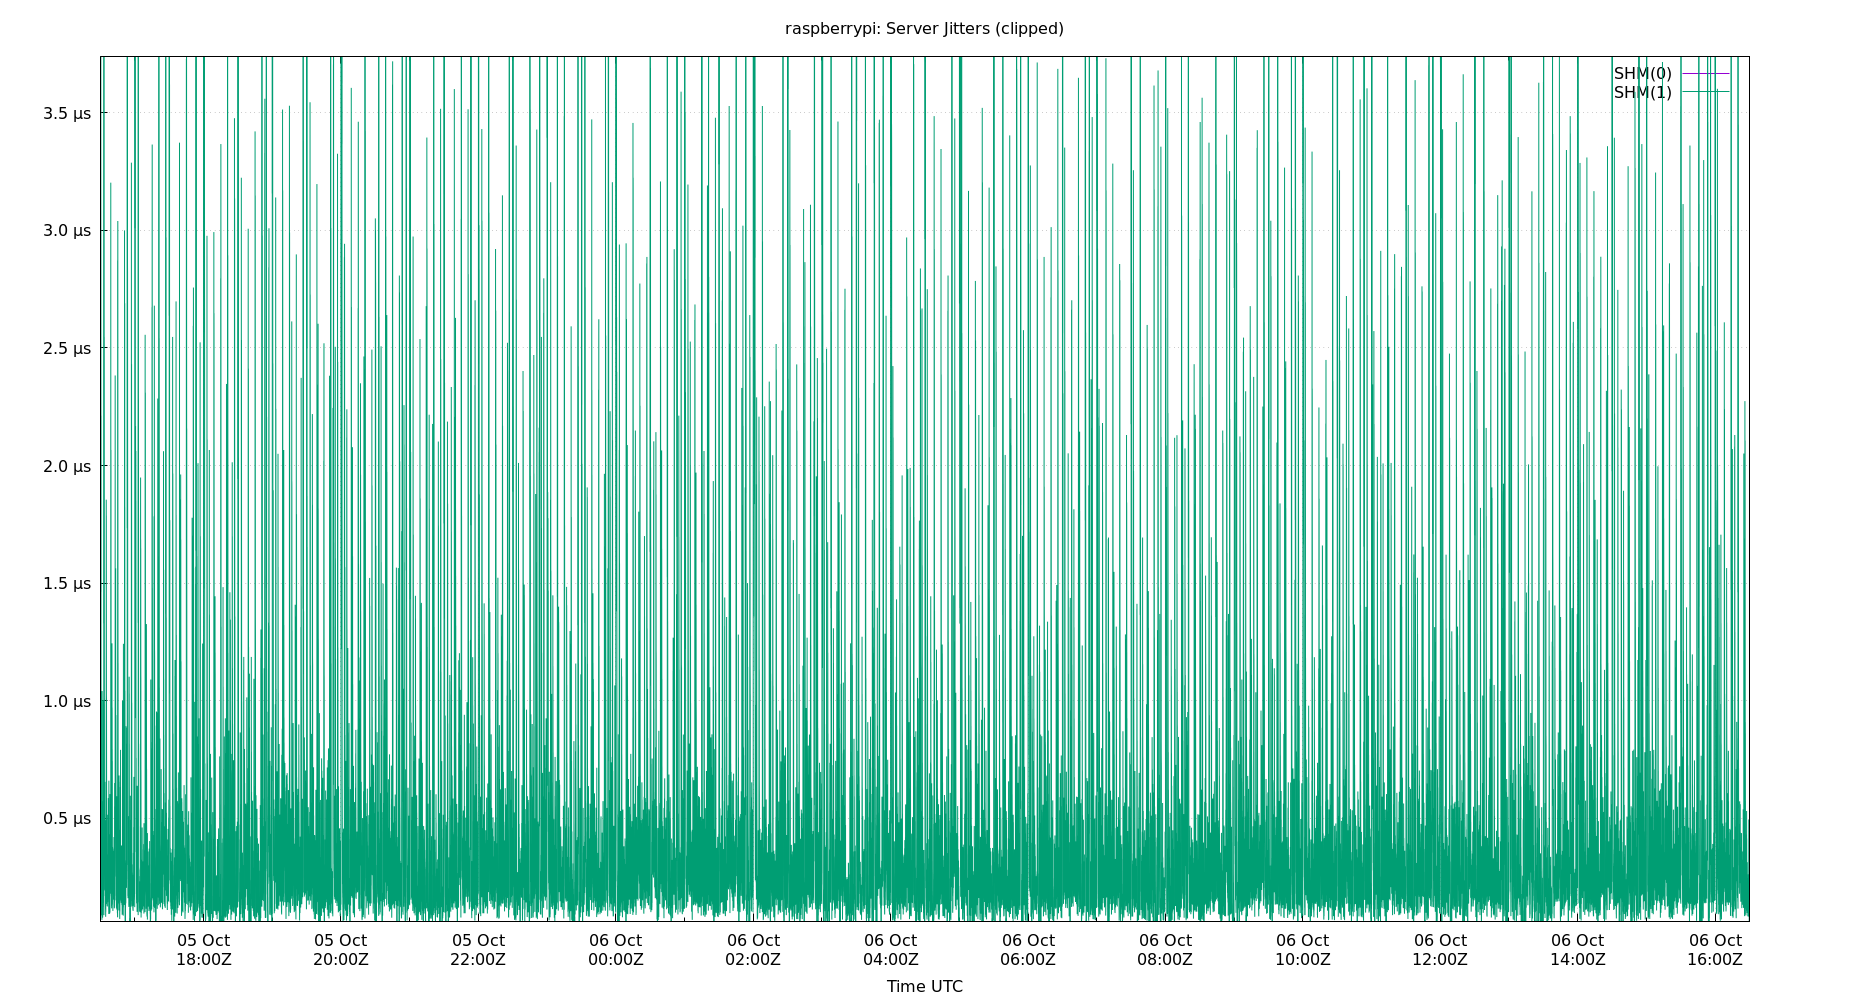 raspberrypi: Server Jitters (clipped)
SHM(0)
SHM(1)
3.5 µs
3.0 µs
2.5 µs
2.0 µs
1.5 µs
1.0 µs
0.5 µs
05 Oct 05 Oct 05 Oct 06 Oct 06 Oct 06 Oct 06 Oct 06 Oct 06 Oct 06 Oct 06 Oct 06 Oct
18:00Z 20:00Z 22:00Z 00:00Z 02:00Z 04:00Z 06:00Z 08:00Z 10:00Z 12:00Z 14:00Z 16:00Z
Time UTC